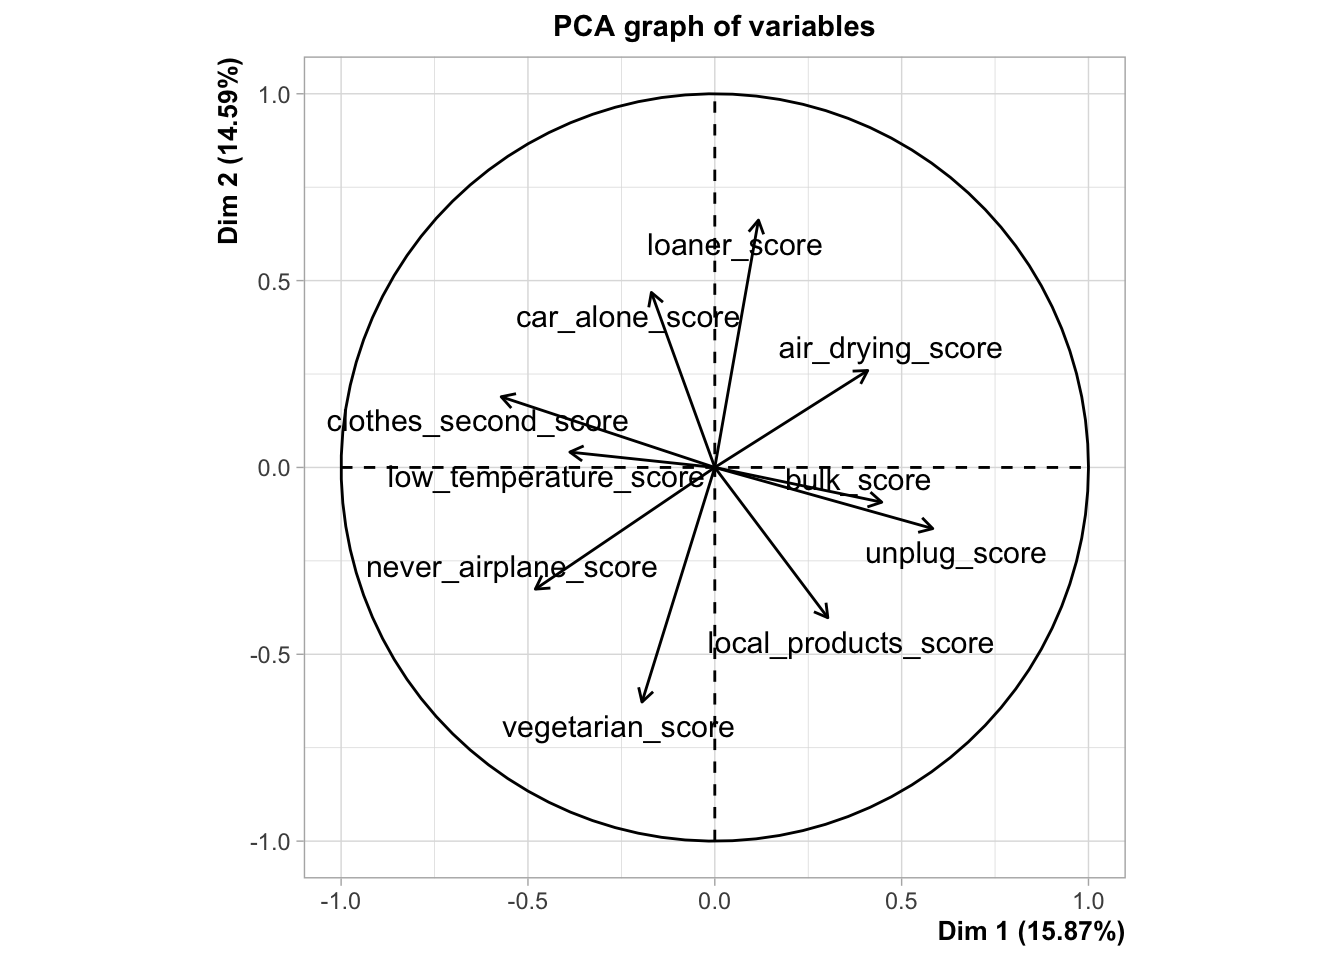 PCA graph of variables
Dim 2 (14.59%)
1.0
0.5
0.0
-0.5
-1.0
loaner_score
car_alone_score
air_drying_score
clothes_second_score
low_temperature_score
bulk_score
unplug_score
never_airplane_score
local_products_score
vegetarian_score
-1.0
-0.5
0.0
0.5
1.0
Dim 1 (15.87%)